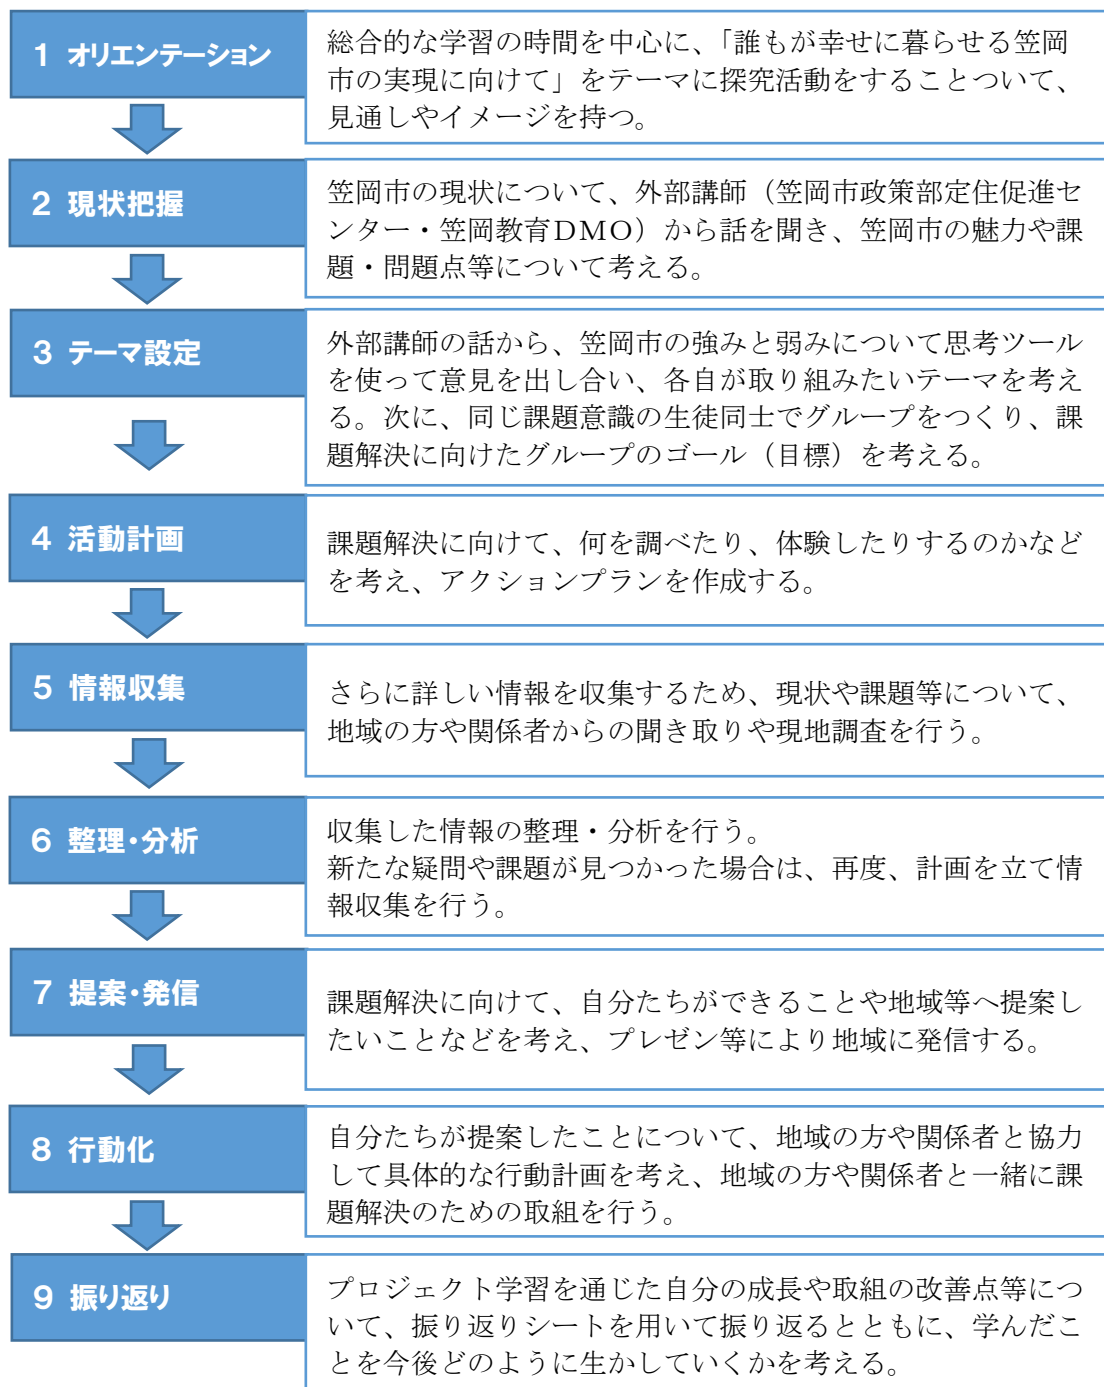 1 オリエンテーション
総合的な学習の時間を中心に、「誰もが幸せに暮らせる笠岡
市の実現に向けて」をテーマに探究活動をすることついて、
見通しやイメージを持つ。
2 現状把握
笠岡市の現状について、外部講師（笠岡市政策部定住促進セ
ンター・笠岡教育DMO）から話を聞き、笠岡市の魅力や課
題・問題点等について考える。
3 テーマ設定
外部講師の話から、笠岡市の強みと弱みについて思考ツール
を使って意見を出し合い、各自が取り組みたいテーマを考え
る。次に、同じ課題意識の生徒同士でグループをつくり、課
題解決に向けたグループのゴール（目標）を考える。
4 活動計画
課題解決に向けて、何を調べたり、体験したりするのかなど
を考え、アクションプランを作成する。
5 情報収集
さらに詳しい情報を収集するため、現状や課題等について、
地域の方や関係者からの聞き取りや現地調査を行う。
6 整理・分析
収集した情報の整理・分析を行う。
新たな疑問や課題が見つかった場合は、再度、計画を立て情
報収集を行う。
7 提案・発信
課題解決に向けて、自分たちができることや地域等へ提案し
たいことなどを考え、プレゼン等により地域に発信する。
8 行動化
自分たちが提案したことについて、地域の方や関係者と協力
して具体的な行動計画を考え、地域の方や関係者と一緒に課
題解決のための取組を行う。
9 振り返り
プロジェクト学習を通じた自分の成長や取組の改善点等につ
いて、振り返りシートを用いて振り返るとともに、学んだこ
とを今後どのように生かしていくかを考える。